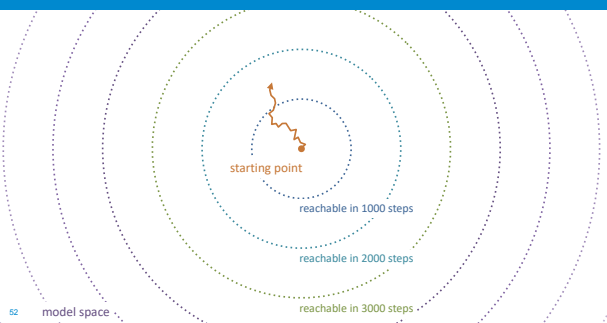 starting point
reachable in 1000 steps
reachable in 2000 steps
reachable in 3000 steps
52 model space